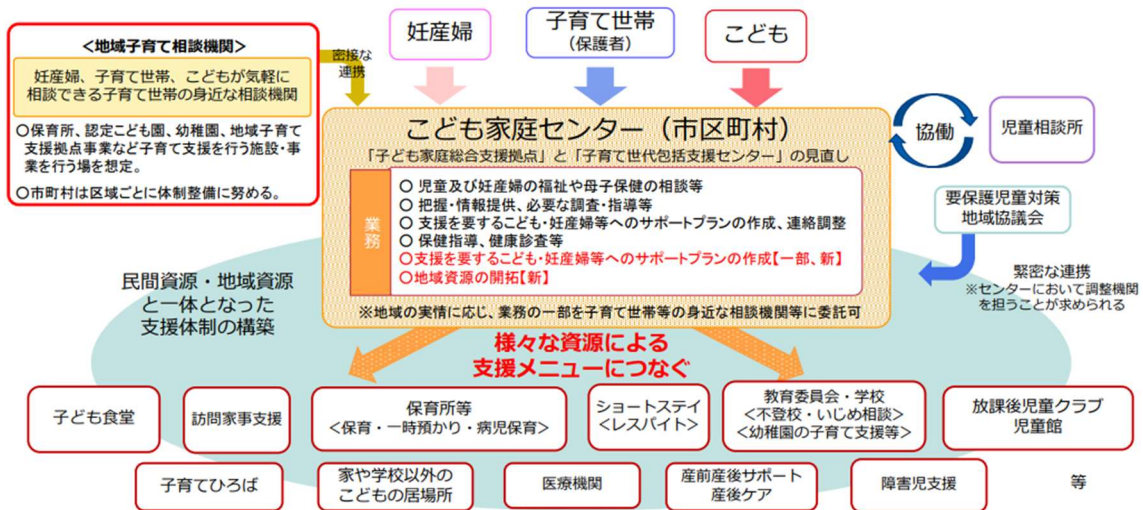 <地域子育て相談機関>
妊産婦、子育て世帯、こどもが気軽に
相談できる子育て世帯の身近な相談機関
○保育所、認定こども園、幼稚園、地域子育て
支援拠点事業など子育て支援を行う施設・事
業を行う場を想定。
○市町村は区域ごとに体制整備に努める。
密接な
連携
妊産婦
子育て世帯
(保護者)
こども
こども家庭センター（市区町村）
「子ども家庭総合支援拠点」と「子育て世代包括支援センター」の見直し
業務
○ 児童及び妊産婦の福祉や母子保健の相談等
○ 把握・情報提供、必要な調査・指導等
○ 支援を要するこども・妊産婦等へのサポートプランの作成、連絡調整
○ 保健指導、健康診査等
○支援を要するこども・妊産婦等へのサポートプランの作成【一部、新】
○地域資源の開拓【新】
※地域の実情に応じ、業務の一部を子育て世帯等の身近な相談機関等に委託可
協働
児童相談所
要保護児童対策
地域協議会
緊密な連携
※センターにおいて調整機関
を担うことが求められる
民間資源・地域資源
と一体となった
支援体制の構築
様々な資源による
支援メニューにつなぐ
子ども食堂
訪問家事支援
保育所等
<保育・一時預かり・病児保育>
ショートステイ
<レスパイト>
教育委員会・学校
<不登校・いじめ相談>
<幼稚園の子育て支援等>
放課後児童クラブ
児童館
子育てひろば
家や学校以外の
こどもの居場所
医療機関
産前産後サポート
産後ケア
障害児支援
等